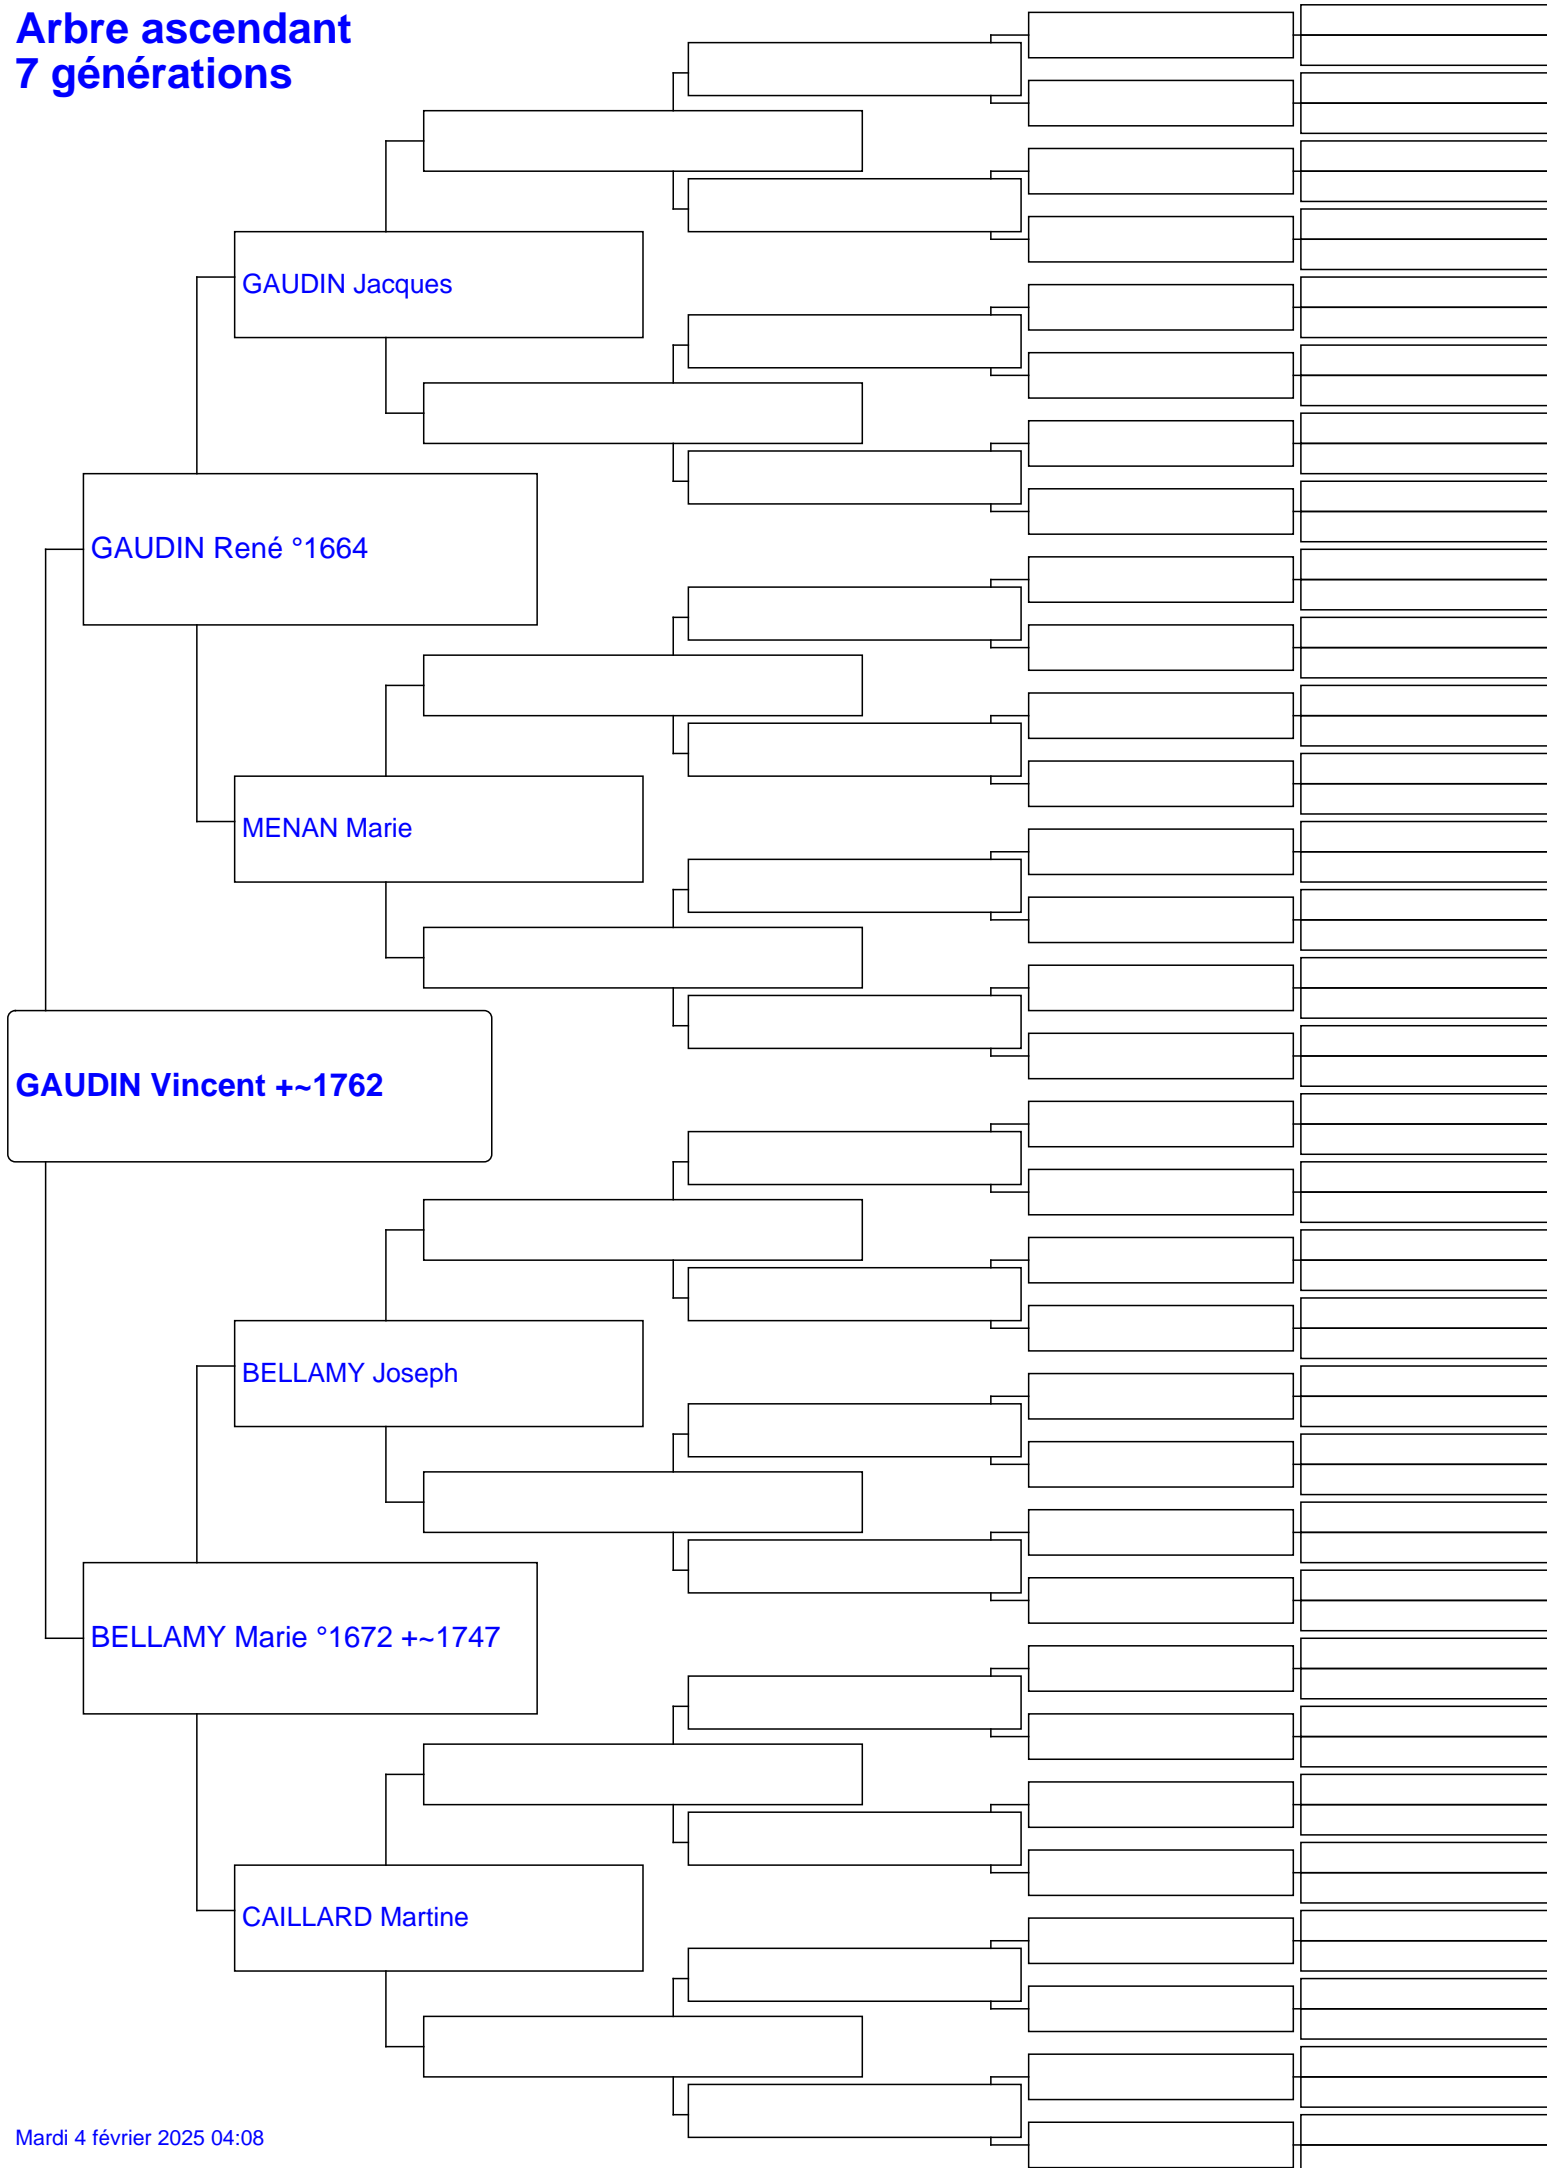 Arbre ascendant
7 générations
GAUDIN Jacques
GAUDIN René °1664
MENAN Marie
GAUDIN Vincent +~1762
BELLAMY Joseph
BELLAMY Marie °1672 +~1747
CAILLARD Martine
Mardi 4 février 2025 04:08